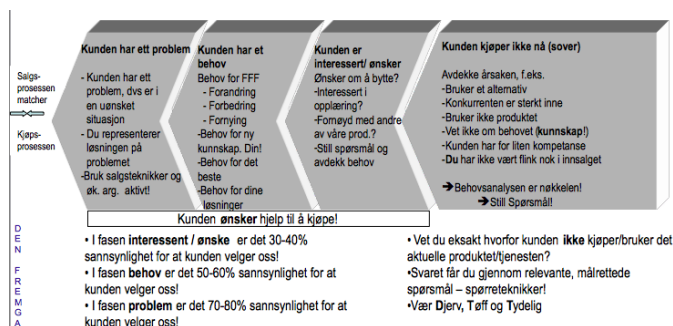 Salgs-
prosessen
matcher
Kjøps-
prosessen
Kunden har ett problem
- Kunden har ett
problem, dvs er i
en uønsket
situasjon
- Du representerer
løsningen på
problemet
-Bruk salgsteknikker og
øk. arg. aktivt!
Kunden har et
behov
Behov for FFF
- Forandring
- Forbedring
- Fornying
-Behov for ny
kunnskap. Din!
-Behov for det
beste
-Behov for dine
løsninger
Kunden er
interessert/ ønsker
Ønsker om å bytte?
-Interessert i
opplæring?
-Fornøyd med andre
av våre prod.?
-Still spørsmål og
avdekk behov
Kunden kjøper ikke nå (sover)
Avdekke årsaken, f.eks.
-Bruker et alternativ
-Konkurrenten er sterkt inne
-Bruker ikke produktet
-Vet ikke om behovet (kunnskap!)
-Kunden har for liten kompetanse
-Du har ikke vært flink nok i innsalget
➔Behovsanalysen er nøkkelen!
➔Still Spørsmål!
Kunden ønsker hjelp til å kjøpe!
D
E
N
F
R
E
M
G
A
• I fasen interessent / ønske er det 30-40%
sannsynlighet for at kunden velger oss!
• I fasen behov er det 50-60% sannsynlighet for at
kunden velger oss!
• I fasen problem er det 70-80% sannsynlighet for at
kunden velger oss!
• Vet du eksakt hvorfor kunden ikke kjøper/bruker det
aktuelle produktet/tjenesten?
•Svaret får du gjennom relevante, målrettede
spørsmål – spørreteknikker!
•Vær Djerv, Tøff og Tydelig